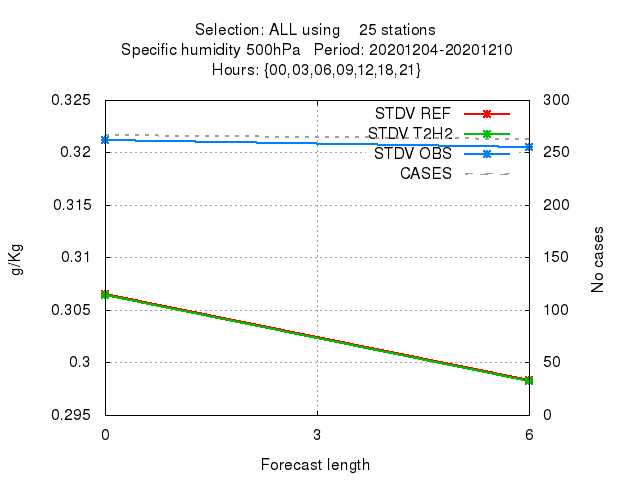 Selection: ALL using    25 stations
Specific humidity 500hPa   Period: 20201204-20201210
Hours: {00,03,06,09,12,18,21}
0.325
300
STDV REF
STDV T2H2
0.32
250
STDV OBS
CASES
0.315
200
0.31
150
g/Kg
No cases
0.305
100
0.3
50
0.295
0
0
3
6
Forecast length